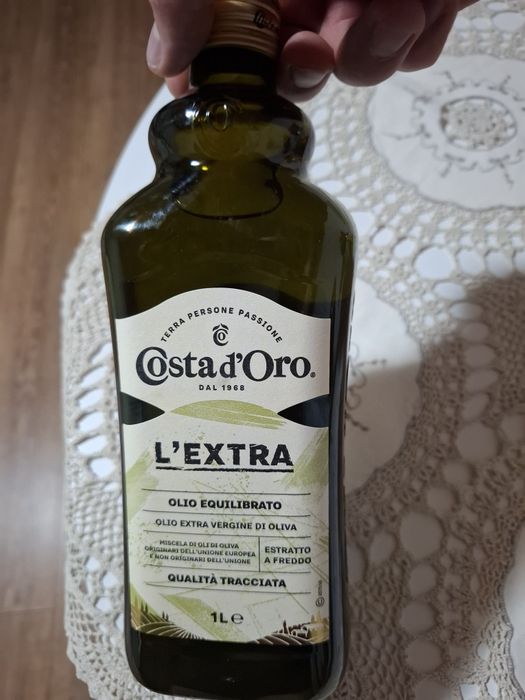 TERRA PERSONE PASSIONE
Costa d'Oro®
DAL 1968
L'EXTRA
OLIO EQUILIBRATO
OLIO EXTRA VERGINE DI OLIVA
MISCELA DI OLI DI OLIVA
ORIGINARI DELL'UNIONE EUROPEA
E NON ORIGINARI DELL'UNIONE
ESTRATTO
A FREDDO
QUALITÀ TRACCIATA
1L ℮